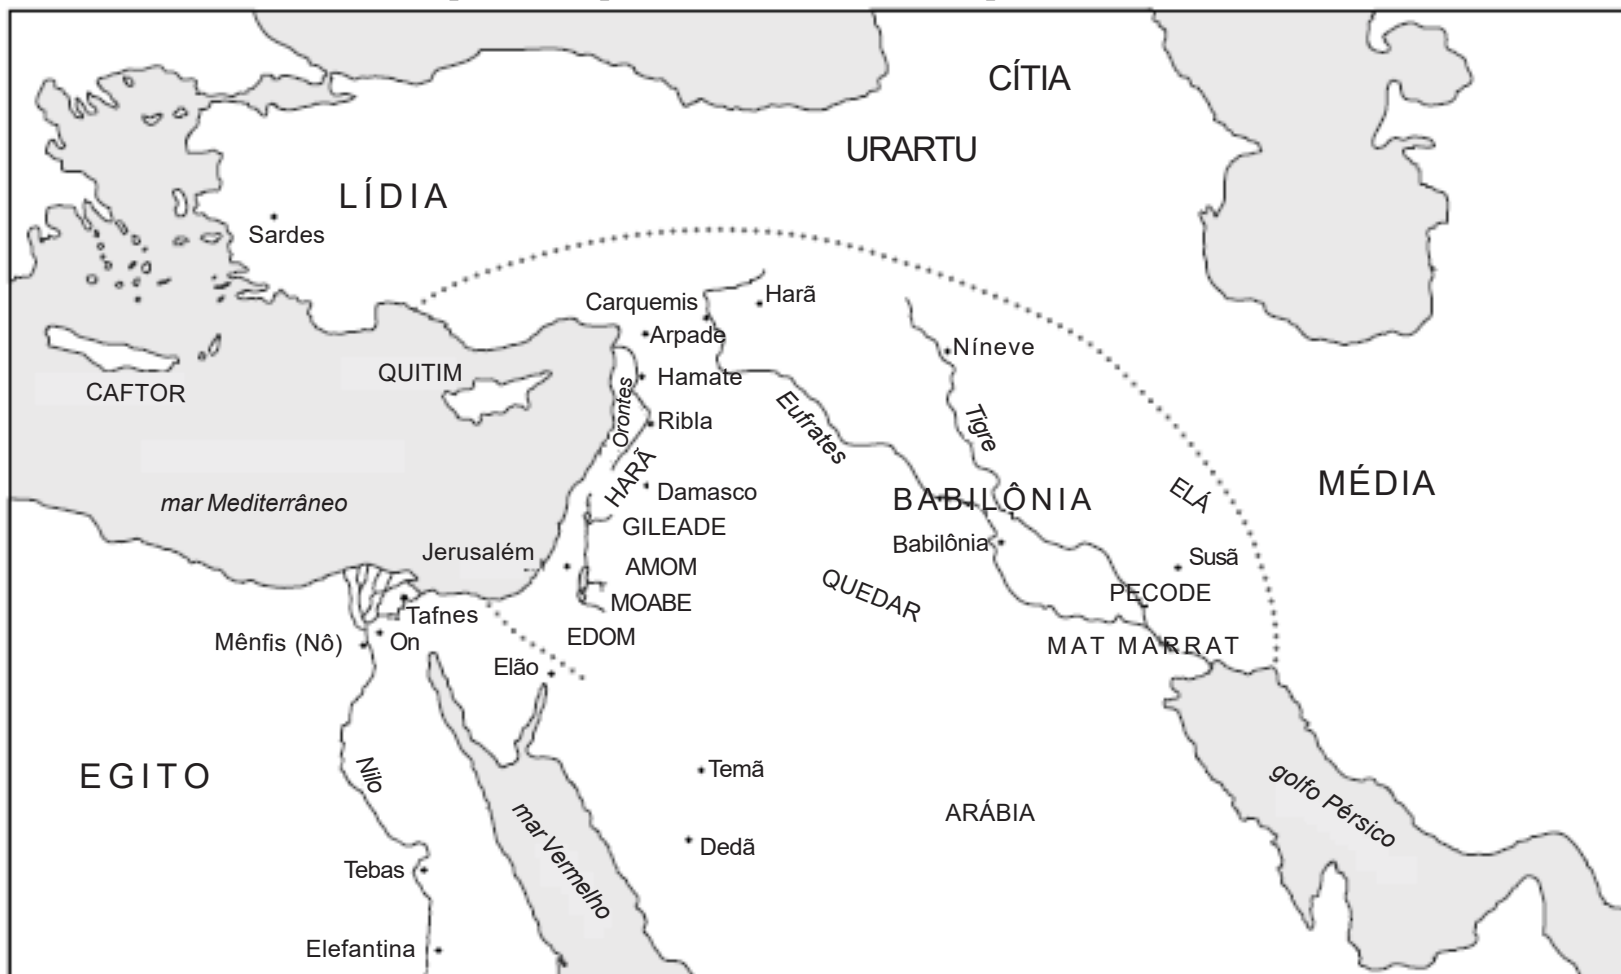 CÍTIA
URARTU
LÍDIA
Sardes
Carquemis
Harã
Arpade
Níneve
QUITIM
Hamate
CAFTOR
Orontes
Eufrates
Tigre
Ribla
HARÃ
MÉDIA
ELÁ
Damasco
BABILÔNIA
mar Mediterrâneo
GILEADE
Jerusalém
Babilônia
Susã
AMOM
QUEDAR
PECODE
MOABE
Tafnes
EDOM
Mênfis (Nô)
On
MAT MARRAT
Elão
EGITO
Nilo
Temã
golfo Pérsico
mar Vermelho
ARÁBIA
Dedã
Tebas
Elefantina